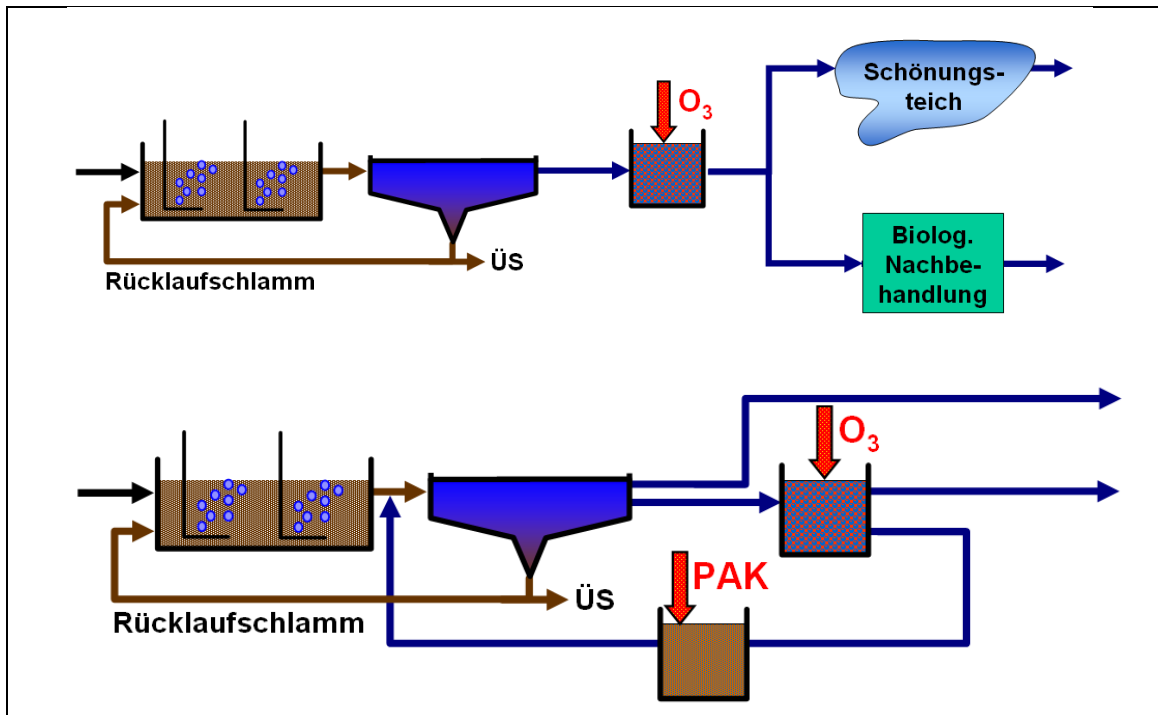 Schönungs-
teich
O₃
Biolog.
Nachbe-
handlung
ÜS
Rücklaufschlamm
O₃
PAK
ÜS
Rücklaufschlamm